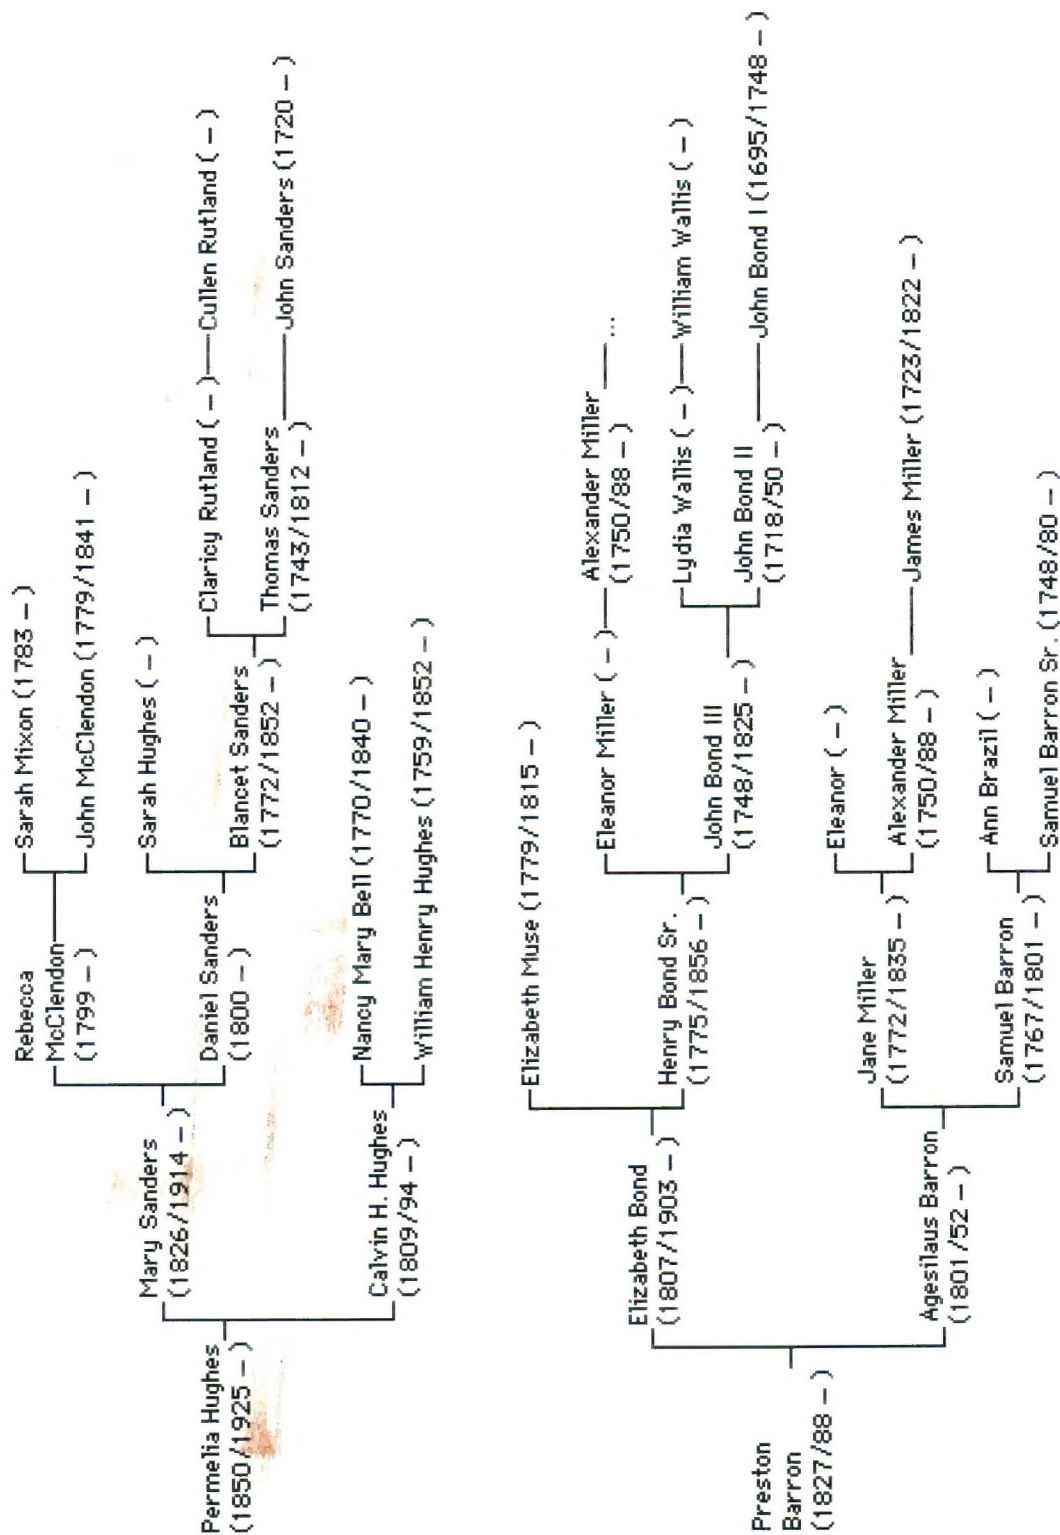 Sarah Mixon (1783 – )
Rebecca
McClendon
(1799 – )
John McClendon (1779/1841 – )
Mary Sanders
(1826/1914 – )
Sarah Hughes ( – )
Daniel Sanders
(1800 – )
Claricy Rutland ( – )
Cullen Rutland ( – )
Blancet Sanders
(1772/1852 – )
Thomas Sanders
(1743/1812 – )
John Sanders (1720 – )
Permelia Hughes
(1850/1925 – )
Nancy Mary Bell (1770/1840 – )
Calvin H. Hughes
(1809/94 – )
William Henry Hughes (1759/1852 – )
Elizabeth Muse (1779/1815 – )
Elizabeth Bond
(1807/1903 – )
Eleanor Miller ( – )
Alexander Miller
(1750/88 – )
...
Henry Bond Sr.
(1775/1856 – )
Lydia Wallis ( – )
William Wallis ( – )
John Bond III
(1748/1825 – )
John Bond II
(1718/50 – )
John Bond I (1695/1748 – )
Preston
Barron
(1827/88 – )
Eleanor ( – )
Jane Miller
(1772/1835 – )
Alexander Miller
(1750/88 – )
James Miller (1723/1822 – )
Agesilaus Barron
(1801/52 – )
Ann Brazil ( – )
Samuel Barron
(1767/1801 – )
Samuel Barron Sr. (1748/80 – )